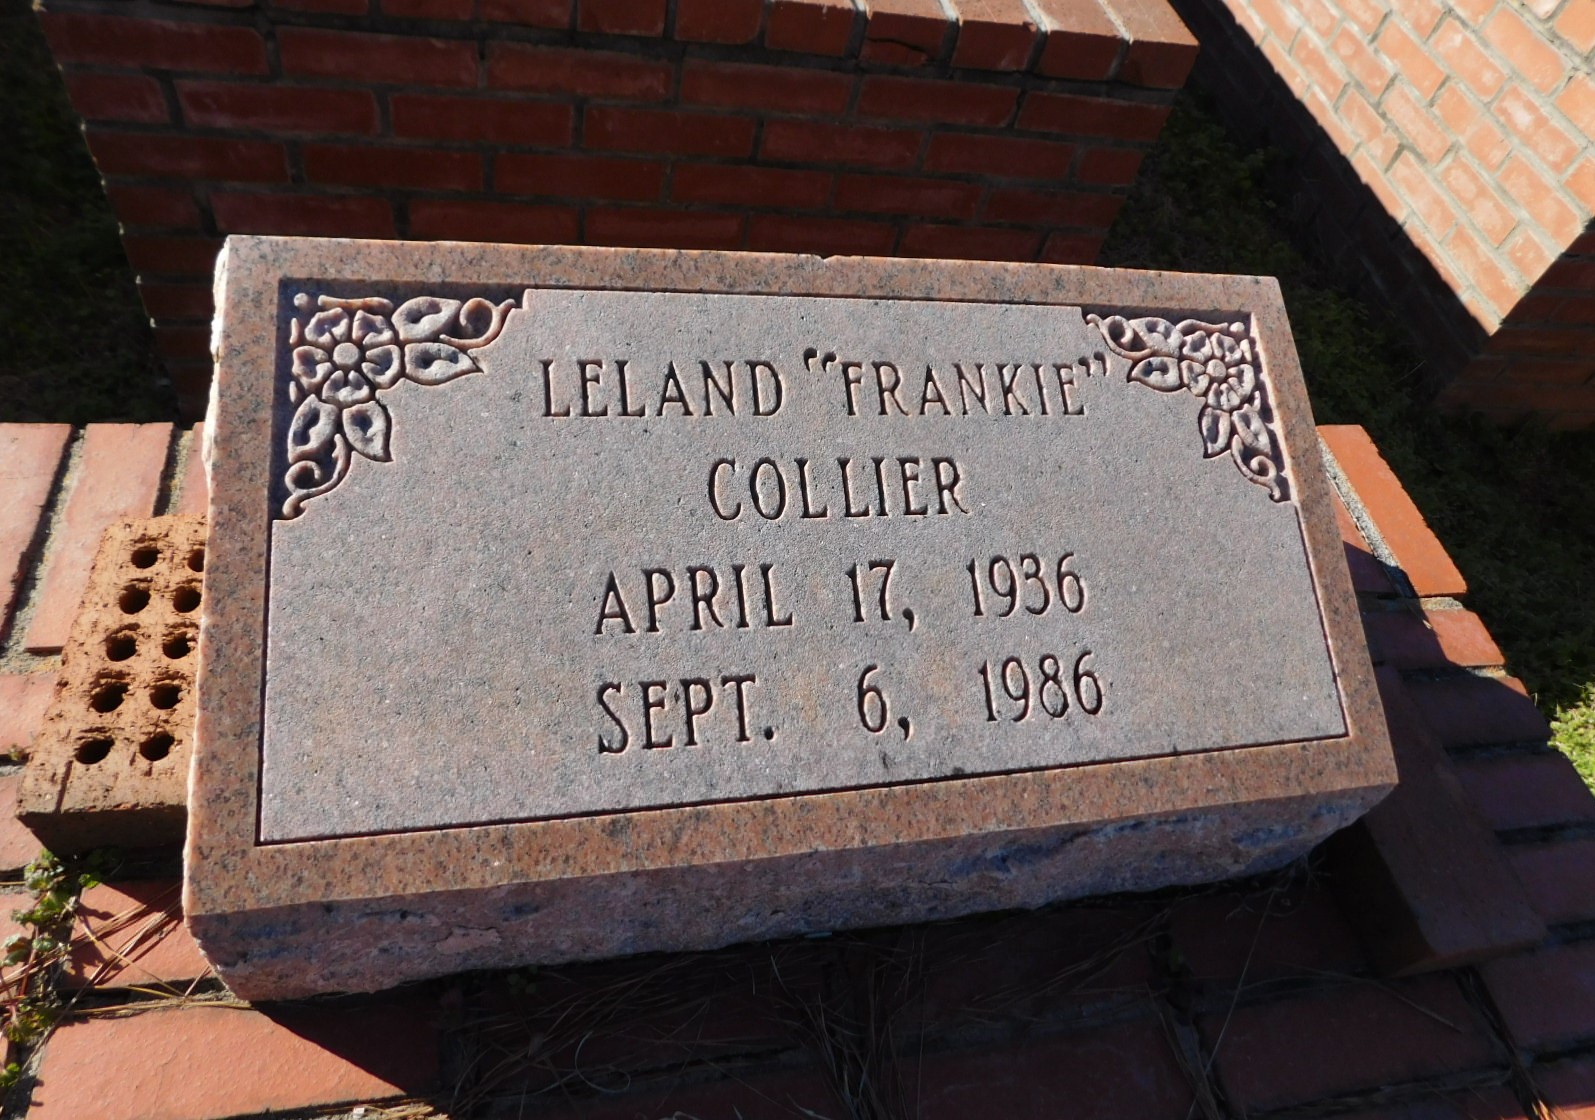 LELAND "FRANKIE"
COLLIER
APRIL 17, 1936
SEPT. 6, 1986